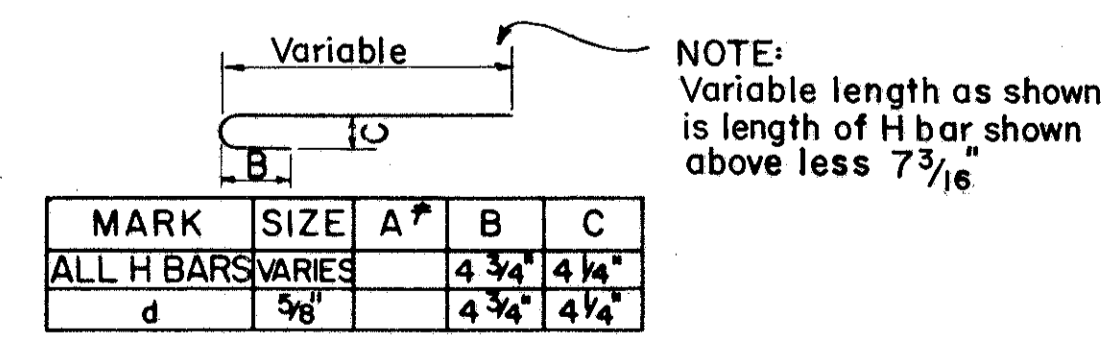 Variable
C
B
NOTE:
Variable length as shown
is length of H bar shown
above less 7 3/16"
MARK SIZE A* B C
ALL H BARS VARIES 4 3/4" 4 1/4"
d 5/8" 4 3/4" 4 1/4"